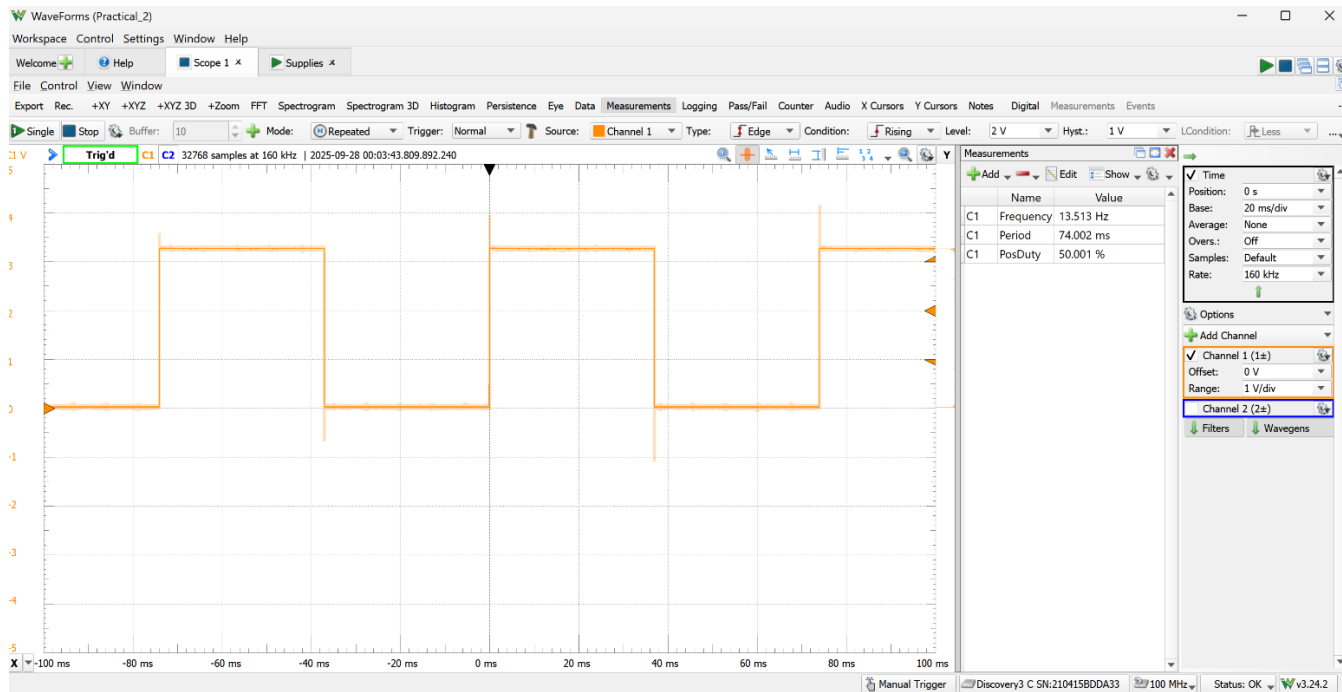 WaveForms (Practical_2)
Workspace Control Settings Window Help
Welcome Help Scope 1 x Supplies x
File Control View Window
Export Rec. +XY +XYZ +XYZ 3D +Zoom FFT Spectrogram Spectrogram 3D Histogram Persistence Eye Data Measurements Logging Pass/Fail Counter Audio X Cursors Y Cursors Notes Digital Measurements Events
Single Stop Buffer: 10 Mode: Repeated Trigger: Normal Source: Channel 1 Type: Edge Condition: Rising Level: 2 V Hyst.: 1 V LCondition: Less ...
C1 V Trig'd C1 C2 32768 samples at 160 kHz | 2025-09-28 00:03:43.809.892.240 Y
5
4
3
2
1
0
-1
-2
-3
-4
-5
X -100 ms -80 ms -60 ms -40 ms -20 ms 0 ms 20 ms 40 ms 60 ms 80 ms 100 ms
Measurements
Add Edit Show
Name Value
C1 Frequency 13.513 Hz
C1 Period 74.002 ms
C1 PosDuty 50.001 %
Time
Position: 0 s
Base: 20 ms/div
Average: None
Overs.: Off
Samples: Default
Rate: 160 kHz
Options
Add Channel
Channel 1 (1±)
Offset: 0 V
Range: 1 V/div
Channel 2 (2±)
Filters Wavegens
Manual Trigger Discovery3 C SN:210415BDDA33 100 MHz Status: OK v3.24.2